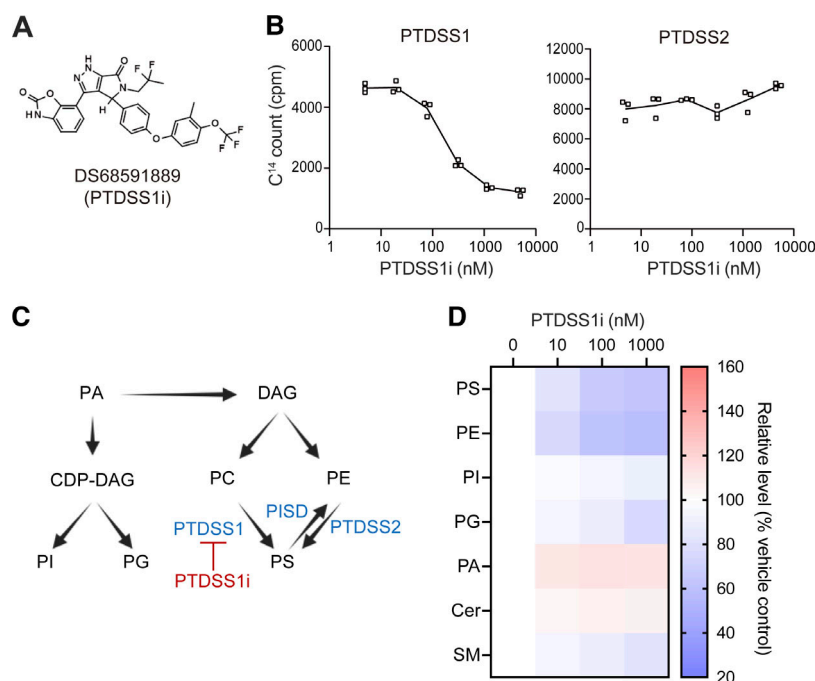 A
H
N
N
O
F
F
N
O
O
N
H
H
O
O
F
F
F
DS68591889
(PTDSS1i)
B
PTDSS1
C14 count (cpm)
6000
4000
2000
0
1 10 100 1000 10000
PTDSS1i (nM)
PTDSS2
12000
10000
8000
6000
4000
2000
0
1 10 100 1000 10000
PTDSS1i (nM)
C
PA
DAG
CDP-DAG
PC
PE
PI
PG
PTDSS1
PISD
PTDSS2
PS
PTDSS1i
D
PTDSS1i (nM)
0 10 100 1000
PS
PE
PI
PG
PA
Cer
SM
160
140
120
100
80
60
40
20
Relative level (% vehicle control)